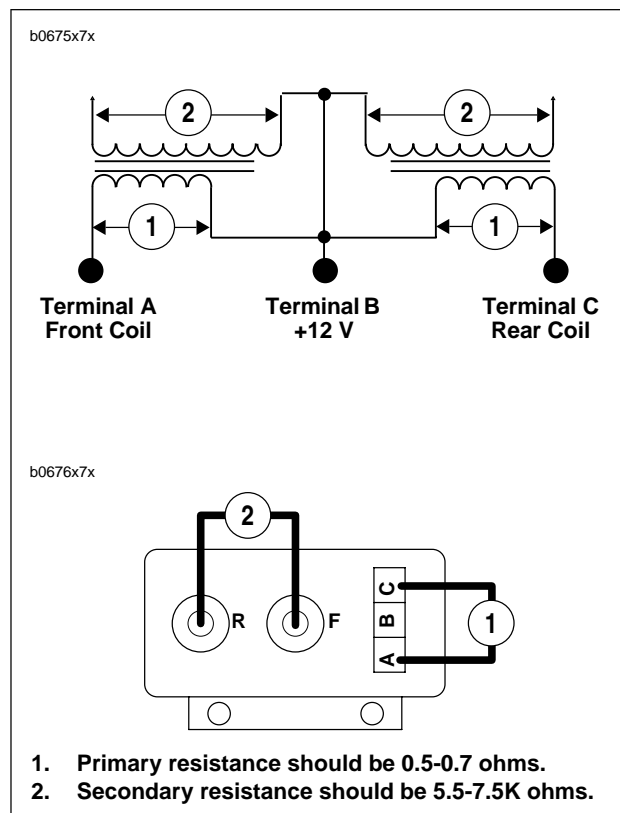 b0675x7x
2 2
1 1
Terminal A Terminal B Terminal C
Front Coil +12 V Rear Coil
b0676x7x
2
R F C B A 1
1. Primary resistance should be 0.5-0.7 ohms.
2. Secondary resistance should be 5.5-7.5K ohms.